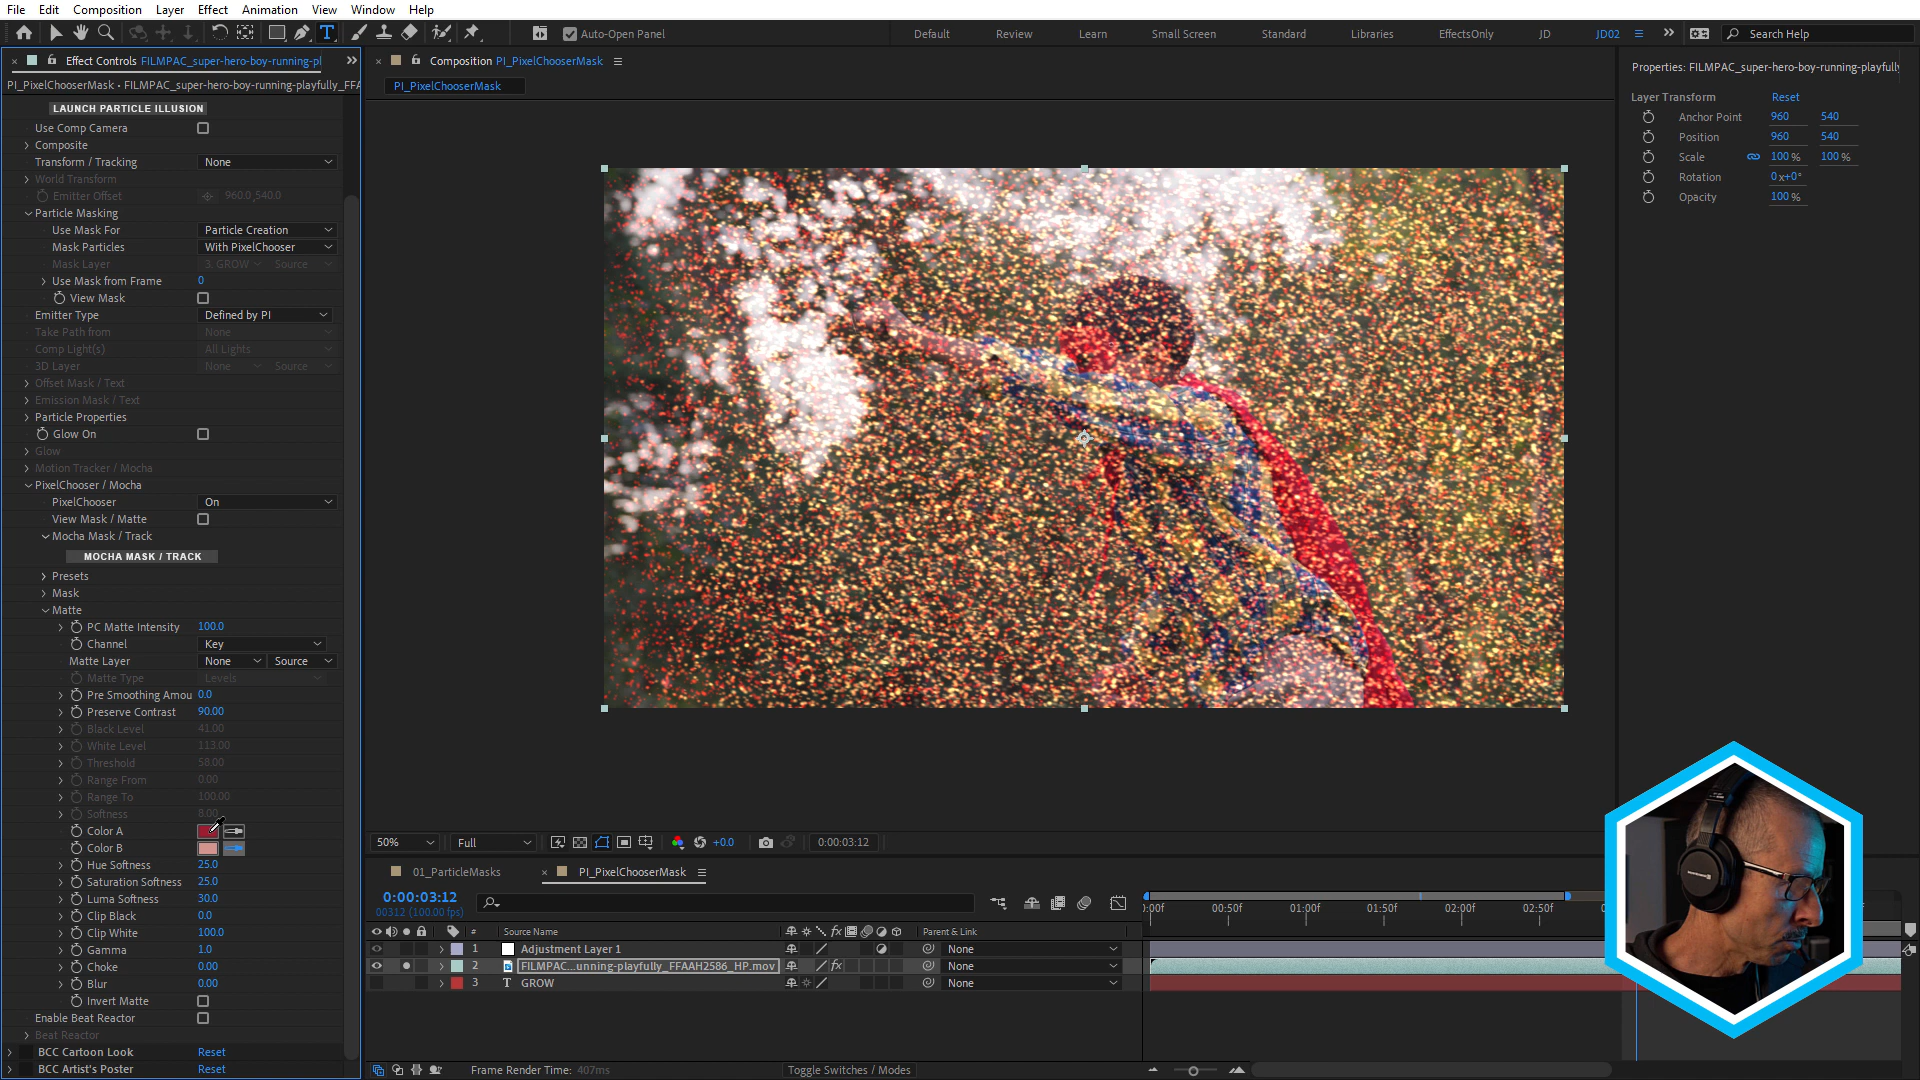 File Edit Composition Layer Effect Animation View Window Help
Auto-Open Panel
Default Review Learn Small Screen Standard Libraries EffectsOnly JD JD02
Search Help
Effect Controls FILMPAC_super-hero-boy-running-pl
PI_PixelChooserMask • FILMPAC_super-hero-boy-running-playfully_FFA
LAUNCH PARTICLE ILLUSION
Use Comp Camera
Composite
Transform / Tracking None
World Transform
Emitter Offset 960.0,540.0
Particle Masking
Use Mask For Particle Creation
Mask Particles With PixelChooser
Mask Layer 3. GROW Source
Use Mask from Frame 0
View Mask
Emitter Type Defined by PI
Take Path from None
Comp Light(s) All Lights
3D Layer None Source
Offset Mask / Text
Emission Mask / Text
Particle Properties
Glow On
Glow
Motion Tracker / Mocha
PixelChooser / Mocha
PixelChooser On
View Mask / Matte
Mocha Mask / Track
MOCHA MASK / TRACK
Presets
Mask
Matte
PC Matte Intensity 100.0
Channel Key
Matte Layer None Source
Matte Type Levels
Pre Smoothing Amou 0.0
Preserve Contrast 90.00
Black Level 41.00
White Level 113.00
Threshold 58.00
Range From 0.00
Range To 100.00
Softness 8.00
Color A
Color B
Hue Softness 25.0
Saturation Softness 25.0
Luma Softness 30.0
Clip Black 0.0
Clip White 100.0
Gamma 1.0
Choke 0.00
Blur 0.00
Invert Matte
Enable Beat Reactor
Beat Reactor
BCC Cartoon Look Reset
BCC Artist's Poster Reset
Composition PI_PixelChooserMask
PI_PixelChooserMask
50% Full +0.0 0:00:03:12
Properties: FILMPAC_super-hero-boy-running-playfully
Layer Transform Reset
Anchor Point 960 540
Position 960 540
Scale 100 % 100 %
Rotation 0x+0°
Opacity 100 %
01_ParticleMasks PI_PixelChooserMask
0:00:03:12
00312 (100.00 fps)
):00f 00:50f 01:00f 01:50f 02:00f 02:50f
# Source Name fx Parent & Link
1 Adjustment Layer 1 None
2 FILMPAC...unning-playfully_FFAAH2586_HP.mov fx None
3 T GROW None
Frame Render Time: 407ms
Toggle Switches / Modes